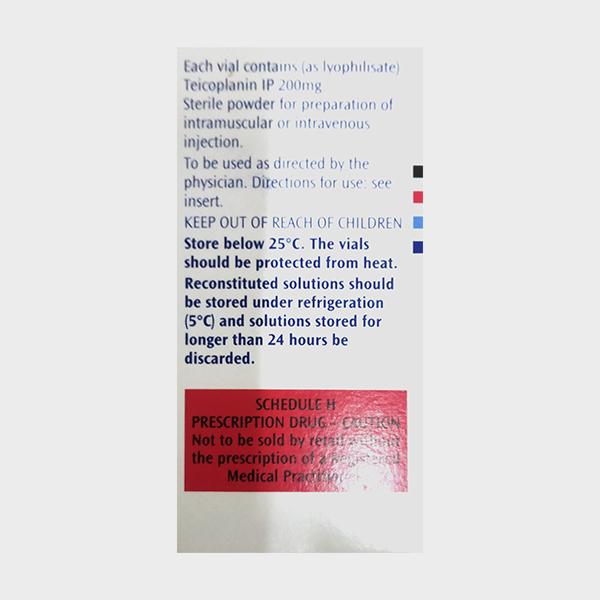 Each vial contains (as lyophilisate)
Teicoplanin IP 200mg
Sterile powder for preparation of
intramuscular or intravenous
injection.
To be used as directed by the
physician. Directions for use: see
insert.
KEEP OUT OF REACH OF CHILDREN
Store below 25°C. The vials
should be protected from heat.
Reconstituted solutions should
be stored under refrigeration
(5°C) and solutions stored for
longer than 24 hours be
discarded.
SCHEDULE H
PRESCRIPTION DRUG - CAUTION
Not to be sold by retail without
the prescription of a Registered
Medical Practitioner